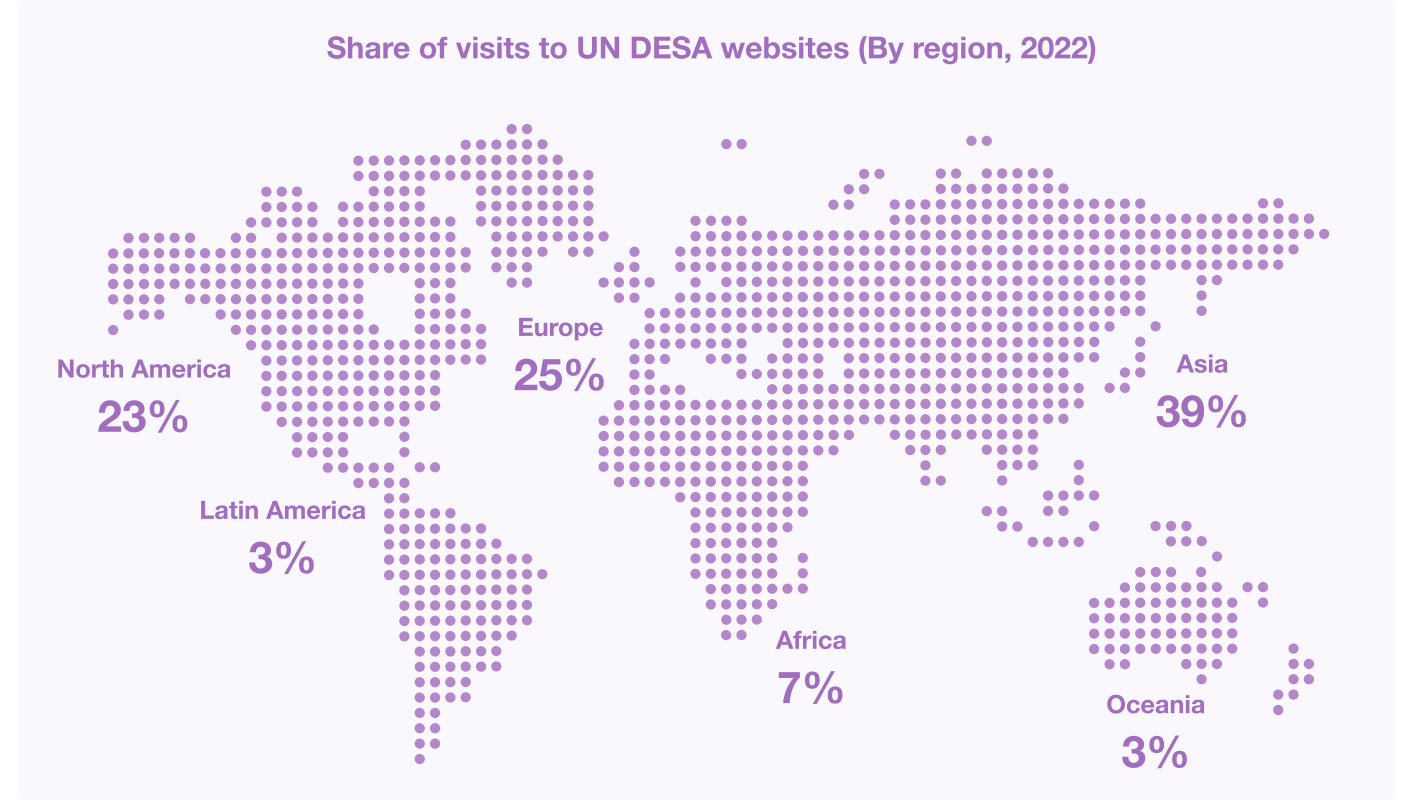 Share of visits to UN DESA websites (By region, 2022)
Europe
25%
North America
23%
Asia
39%
Latin America
3%
Africa
7%
Oceania
3%